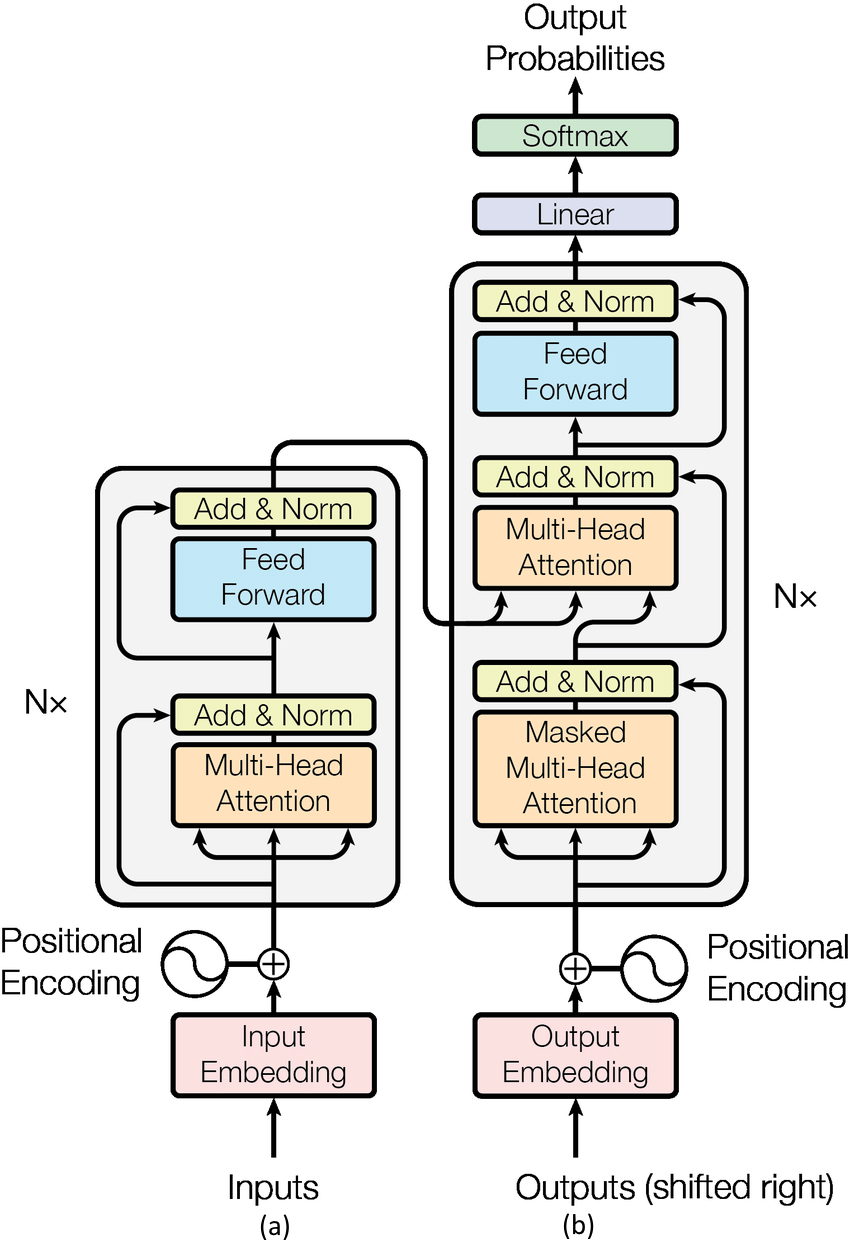 Output
Probabilities
Softmax
Linear
Add & Norm
Feed
Forward
Add & Norm
Multi-Head
Attention
N×
Add & Norm
Masked
Multi-Head
Attention
Add & Norm
Feed
Forward
N×
Add & Norm
Multi-Head
Attention
Positional
Encoding
Positional
Encoding
Input
Embedding
Output
Embedding
Inputs
Outputs (shifted right)
(a)
(b)